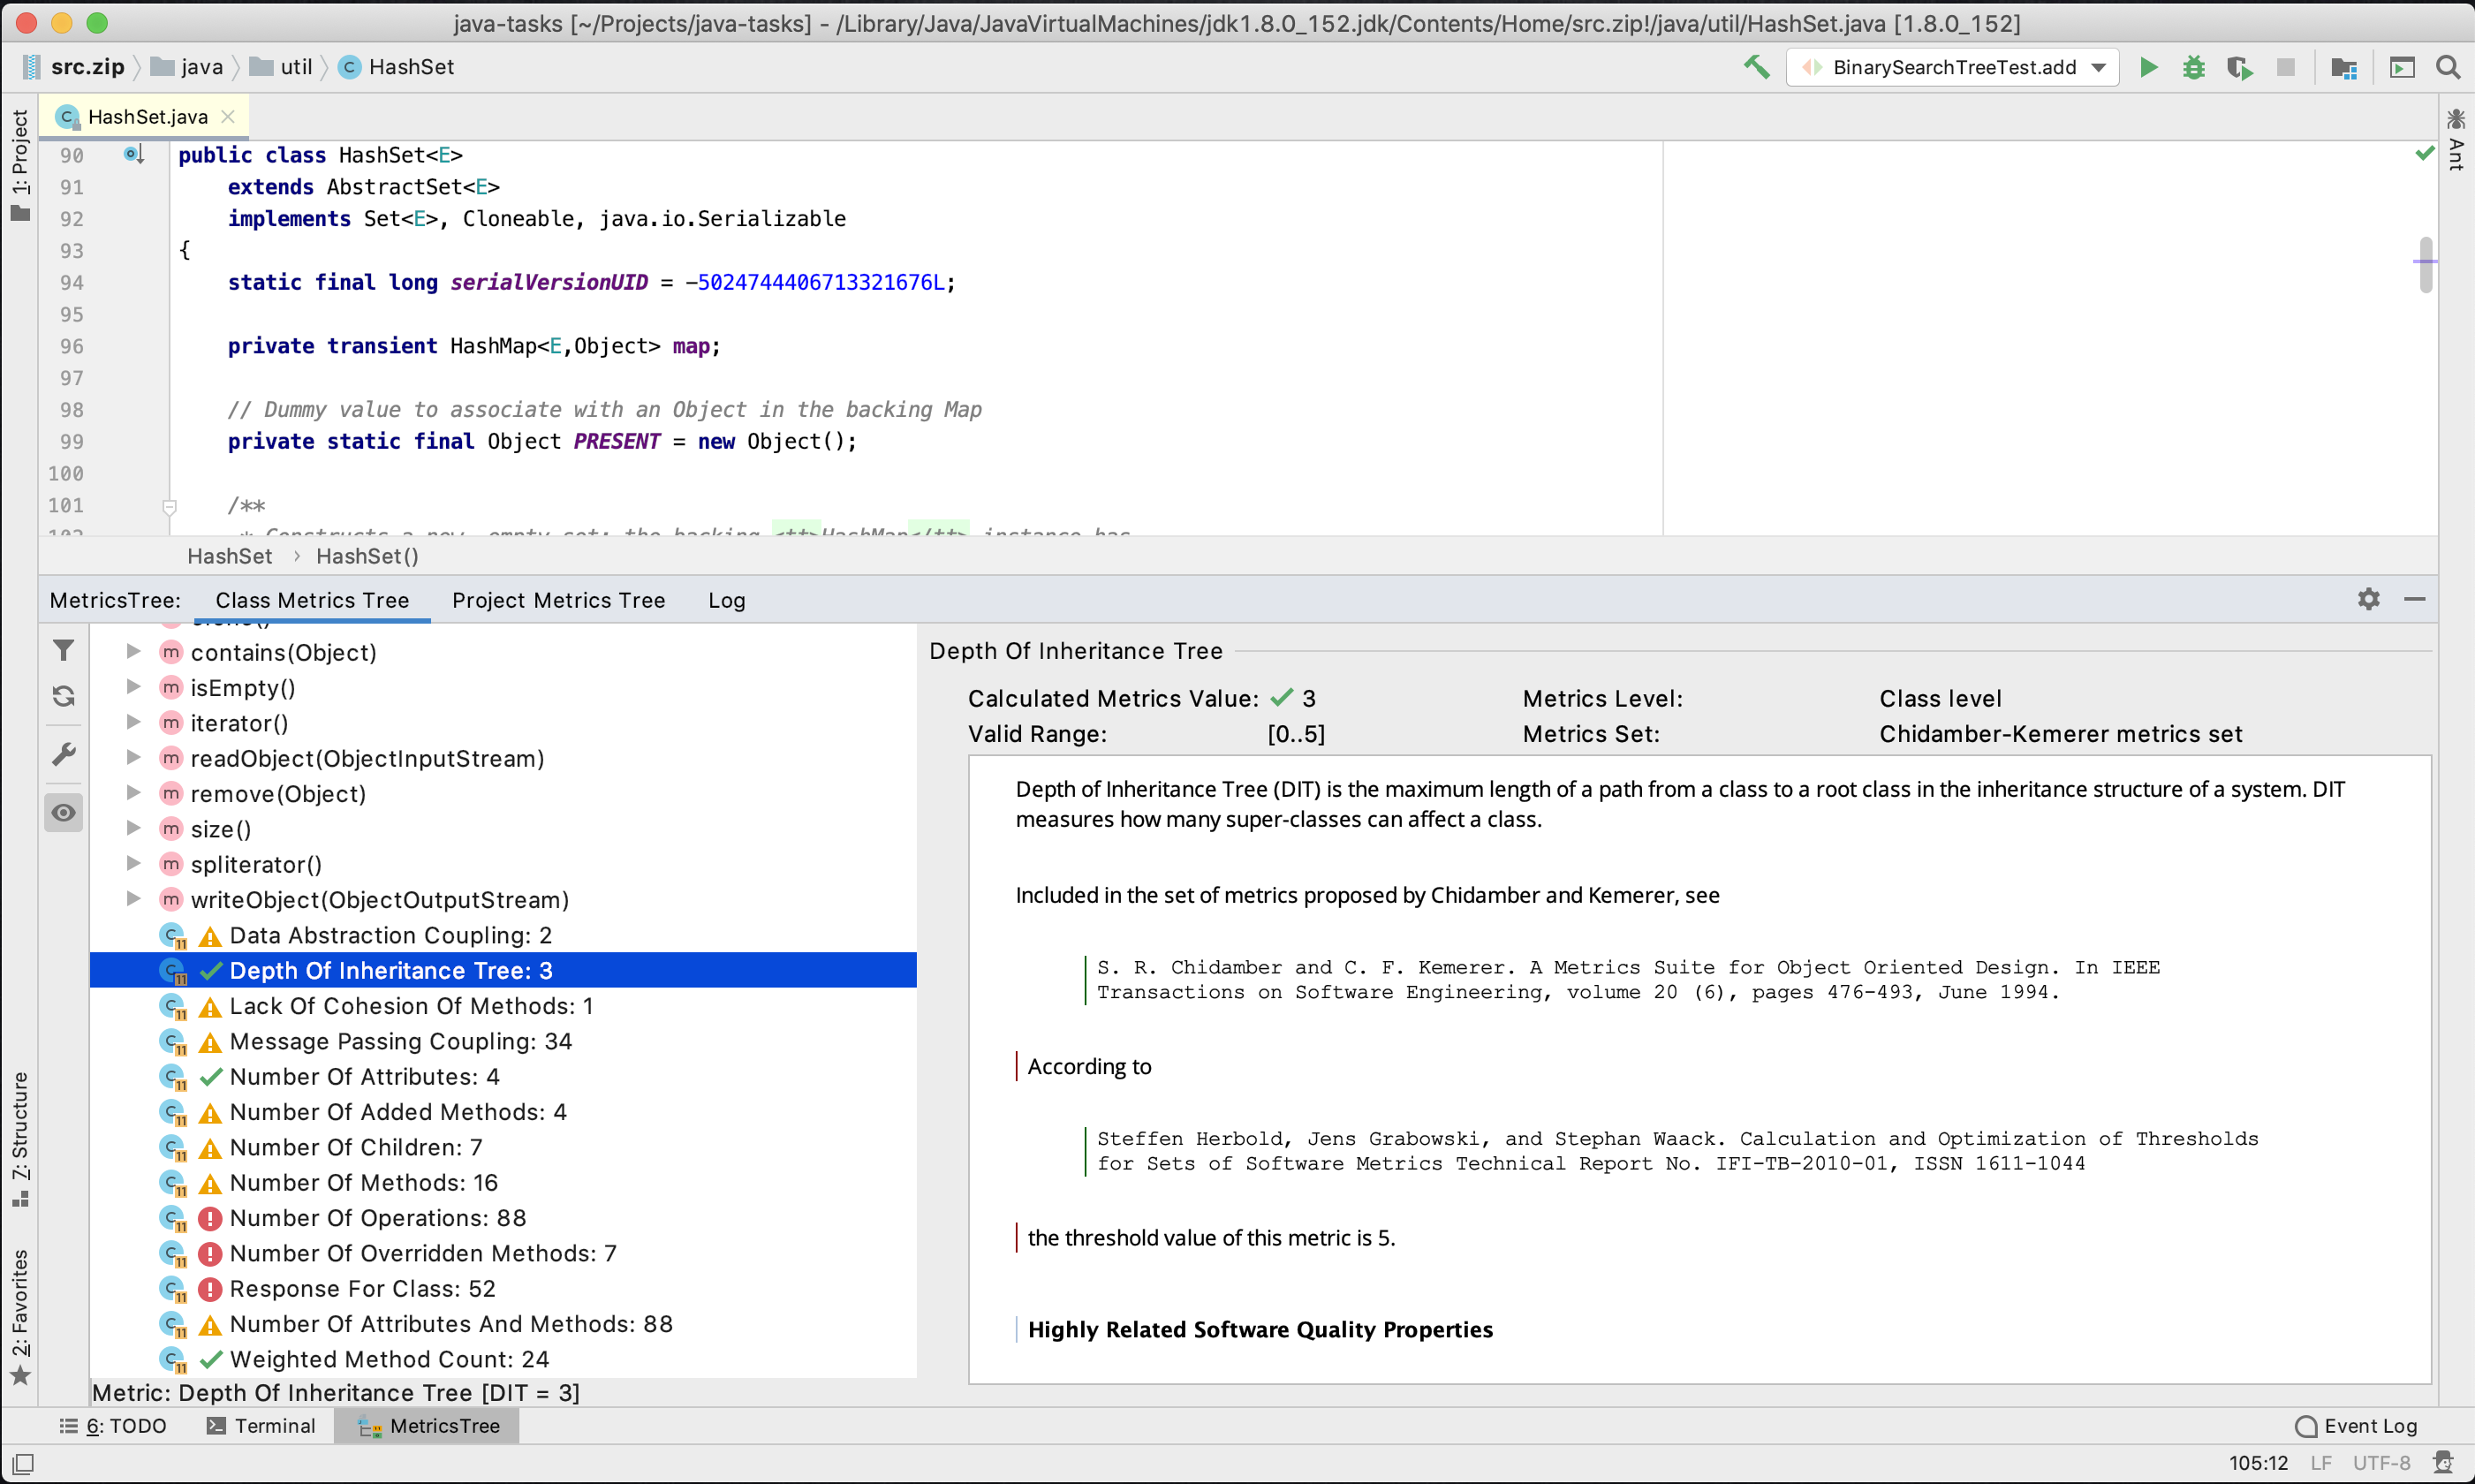 java-tasks [~/Projects/java-tasks] - /Library/Java/JavaVirtualMachines/jdk1.8.0_152.jdk/Contents/Home/src.zip!/java/util/HashSet.java [1.8.0_152]
src.zip java util HashSet
BinarySearchTreeTest.add
1: Project
HashSet.java
Ant
90 public class HashSet<E>
91 extends AbstractSet<E>
92 implements Set<E>, Cloneable, java.io.Serializable
93 {
94 static final long serialVersionUID = -5024744406713321676L;
95
96 private transient HashMap<E,Object> map;
97
98 // Dummy value to associate with an Object in the backing Map
99 private static final Object PRESENT = new Object();
100
101 /**
102 * Constructs a new, empty set; the backing <tt>HashMap</tt> instance has
HashSet › HashSet()
MetricsTree: Class Metrics Tree Project Metrics Tree Log
clone()
contains(Object)
isEmpty()
iterator()
readObject(ObjectInputStream)
remove(Object)
size()
spliterator()
writeObject(ObjectOutputStream)
Data Abstraction Coupling: 2
Depth Of Inheritance Tree: 3
Lack Of Cohesion Of Methods: 1
Message Passing Coupling: 34
Number Of Attributes: 4
Number Of Added Methods: 4
Number Of Children: 7
Number Of Methods: 16
Number Of Operations: 88
Number Of Overridden Methods: 7
Response For Class: 52
Number Of Attributes And Methods: 88
Weighted Method Count: 24
Metric: Depth Of Inheritance Tree [DIT = 3]
Depth Of Inheritance Tree
Calculated Metrics Value: 3 Metrics Level: Class level
Valid Range: [0..5] Metrics Set: Chidamber-Kemerer metrics set
Depth of Inheritance Tree (DIT) is the maximum length of a path from a class to a root class in the inheritance structure of a system. DIT
measures how many super-classes can affect a class.
Included in the set of metrics proposed by Chidamber and Kemerer, see
S. R. Chidamber and C. F. Kemerer. A Metrics Suite for Object Oriented Design. In IEEE
Transactions on Software Engineering, volume 20 (6), pages 476-493, June 1994.
According to
Steffen Herbold, Jens Grabowski, and Stephan Waack. Calculation and Optimization of Thresholds
for Sets of Software Metrics Technical Report No. IFI-TB-2010-01, ISSN 1611-1044
the threshold value of this metric is 5.
Highly Related Software Quality Properties
7: Structure
2: Favorites
6: TODO Terminal MetricsTree Event Log
105:12 LF UTF-8